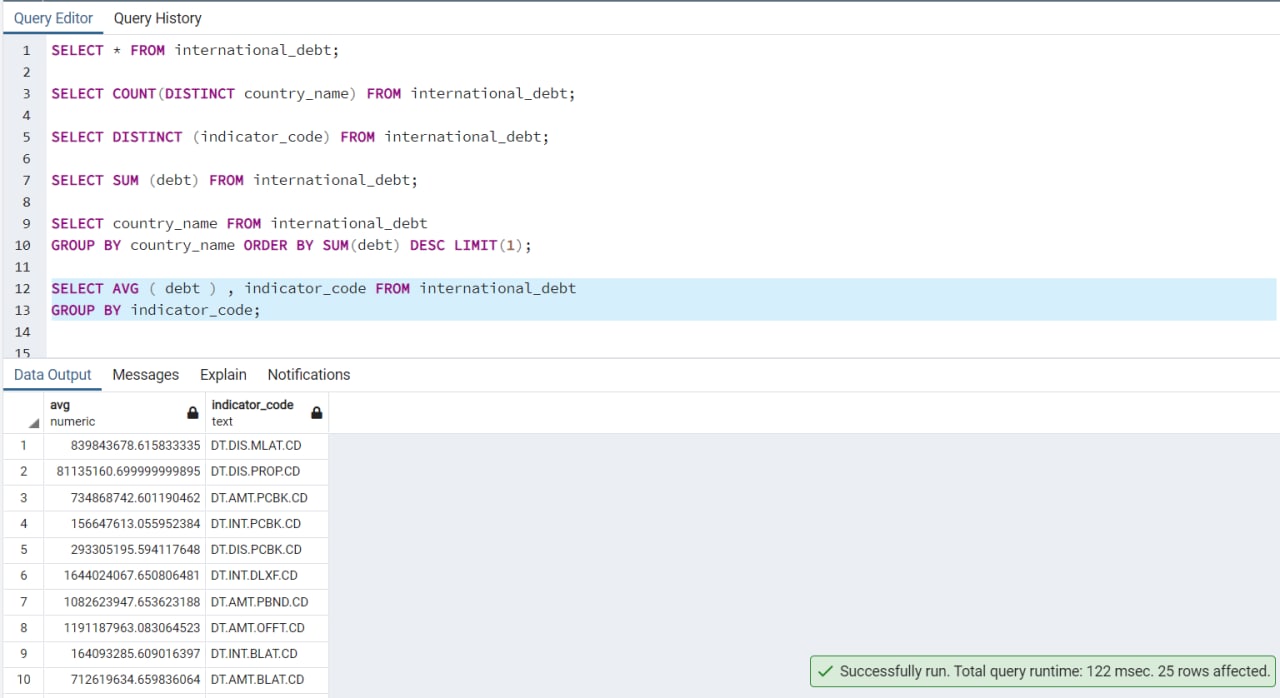 Query Editor Query History
1 SELECT * FROM international_debt;
2
3 SELECT COUNT(DISTINCT country_name) FROM international_debt;
4
5 SELECT DISTINCT (indicator_code) FROM international_debt;
6
7 SELECT SUM (debt) FROM international_debt;
8
9 SELECT country_name FROM international_debt
10 GROUP BY country_name ORDER BY SUM(debt) DESC LIMIT(1);
11
12 SELECT AVG ( debt ) , indicator_code FROM international_debt
13 GROUP BY indicator_code;
14
15
Data Output Messages Explain Notifications
avg indicator_code
numeric text
1 839843678.615833335 DT.DIS.MLAT.CD
2 81135160.699999999895 DT.DIS.PROP.CD
3 734868742.601190462 DT.AMT.PCBK.CD
4 156647613.055952384 DT.INT.PCBK.CD
5 293305195.594117648 DT.DIS.PCBK.CD
6 1644024067.650806481 DT.INT.DLXF.CD
7 1082623947.653623188 DT.AMT.PBND.CD
8 1191187963.083064523 DT.AMT.OFFT.CD
9 164093285.609016397 DT.INT.BLAT.CD
10 712619634.659836064 DT.AMT.BLAT.CD
Successfully run. Total query runtime: 122 msec. 25 rows affected.